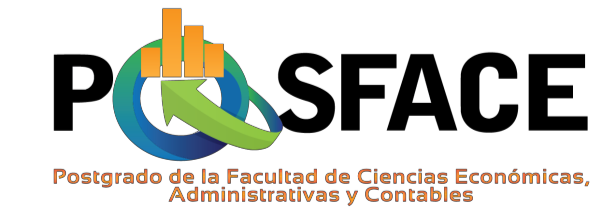 POSFACE
Postgrado de la Facultad de Ciencias Económicas,
Administrativas y Contables